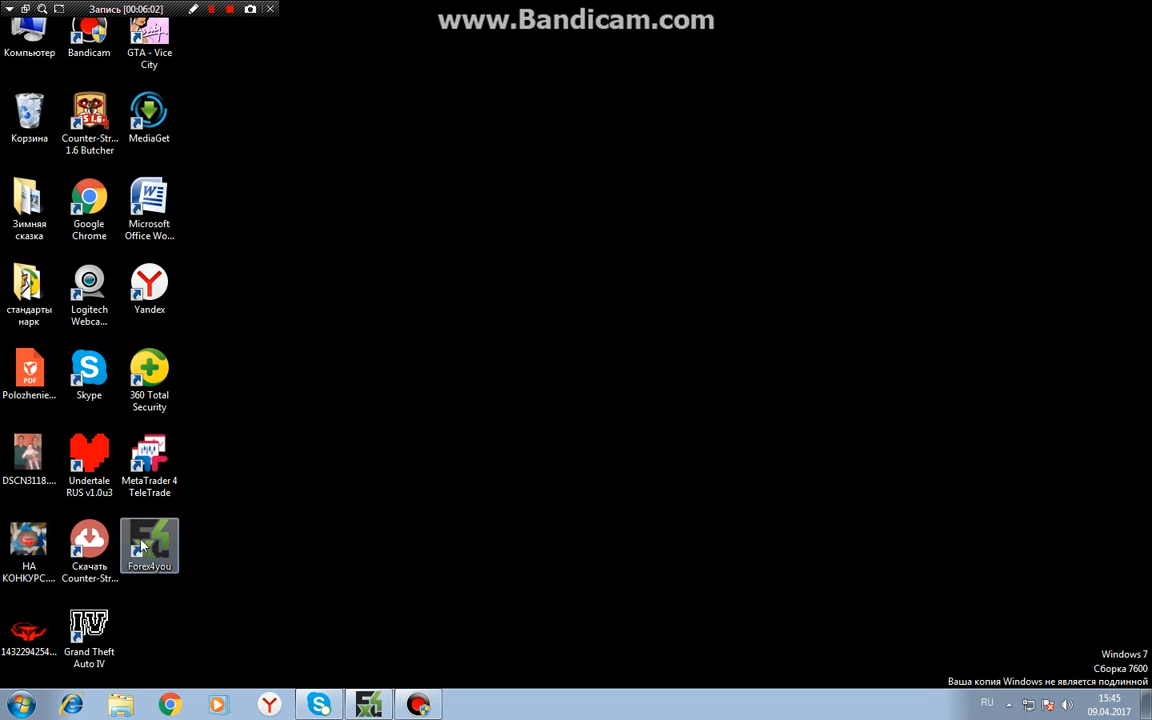 Запись [00:06:02]
www.Bandicam.com
Компьютер
Bandicam
GTA - Vice
City
Корзина
Counter-Str...
1.6 Butcher
MediaGet
Зимняя
сказка
Google
Chrome
Microsoft
Office Wo...
стандарты
нарк
Logitech
Webca...
Yandex
PDF
Polozhenie...
Skype
360 Total
Security
DSCN3118....
Undertale
RUS v1.0u3
MetaTrader 4
TeleTrade
НА
КОНКУРС....
Скачать
Counter-Str...
Forex4you
1432294254...
IV
Grand Theft
Auto IV
Windows 7
Сборка 7600
Ваша копия Windows не является подлинной
RU
15:45
09.04.2017